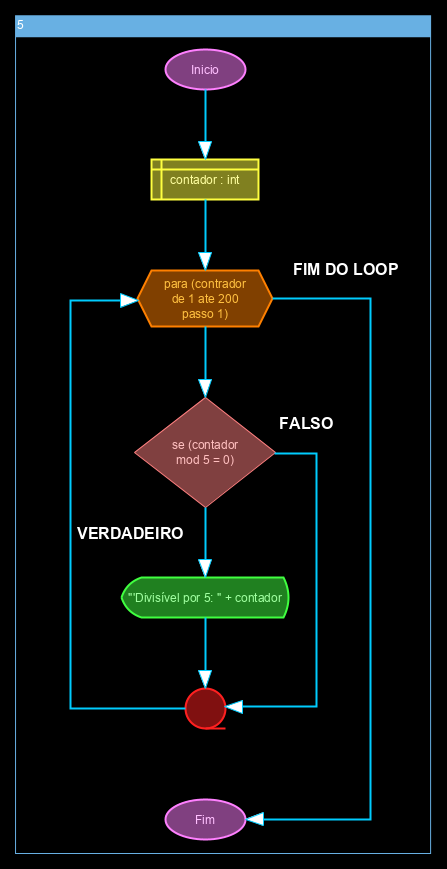 5
Inicio
contador : int
para (contrador
de 1 ate 200
passo 1)
FIM DO LOOP
se (contador
mod 5 = 0)
FALSO
VERDADEIRO
"'Divisível por 5: " + contador
Fim